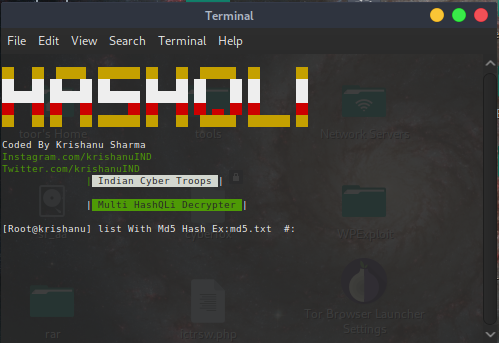 Terminal
File Edit View Search Terminal Help
HASHQLI
Coded By Krishanu Sharma
Instagram.com/krishanuIND
Twitter.com/krishanuIND
| Indian Cyber Troops |
| Multi HashQLi Decrypter |
[Root@krishanu] list With Md5 Hash Ex:md5.txt #:
toor's Home
tools
Network Servers
rar
Tor Browser Launcher
Settings